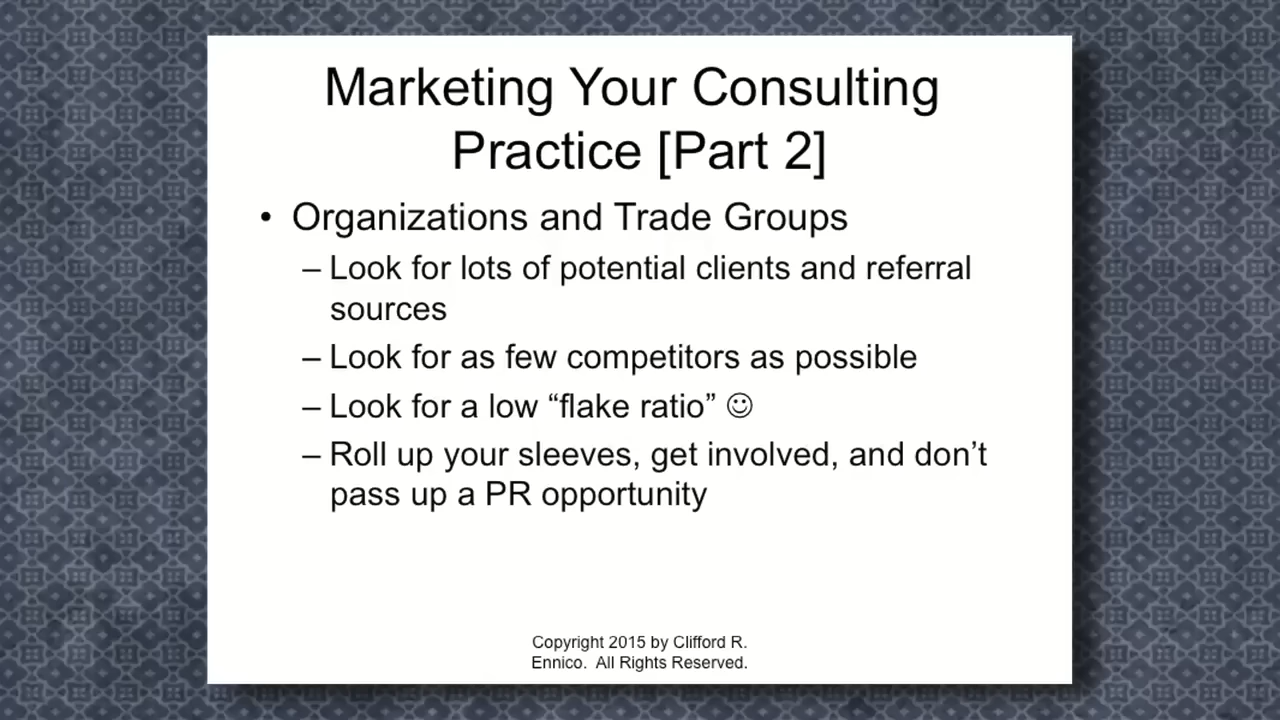 Marketing Your Consulting
Practice [Part 2]
• Organizations and Trade Groups
– Look for lots of potential clients and referral
sources
– Look for as few competitors as possible
– Look for a low “flake ratio” ☺
– Roll up your sleeves, get involved, and don’t
pass up a PR opportunity
Copyright 2015 by Clifford R.
Ennico.  All Rights Reserved.